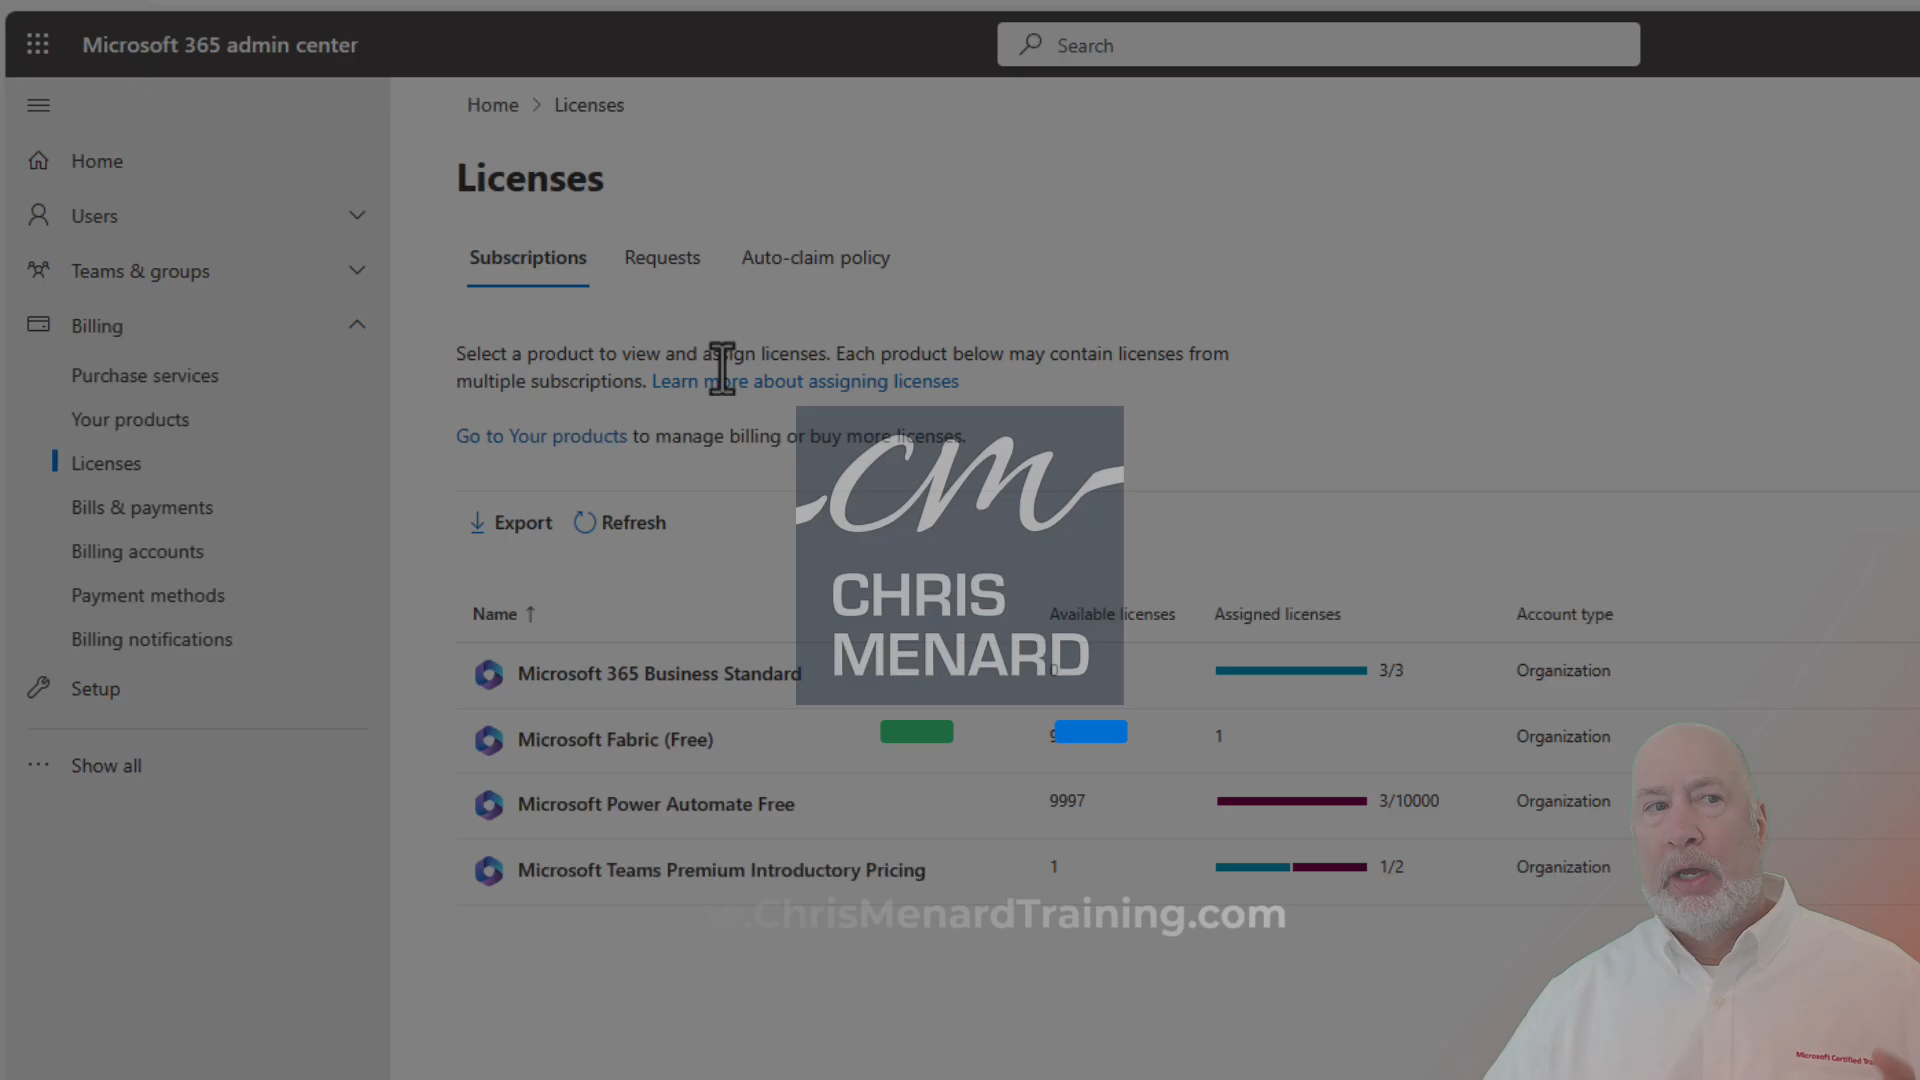 Microsoft 365 admin center
Search
Home
Users
Teams & groups
Billing
Purchase services
Your products
Licenses
Bills & payments
Billing accounts
Payment methods
Billing notifications
Setup
Show all
Home > Licenses
Licenses
Subscriptions Requests Auto-claim policy
Select a product to view and assign licenses. Each product below may contain licenses from
multiple subscriptions. Learn more about assigning licenses
Go to Your products to manage billing or buy more licenses.
Export Refresh
cm
CHRIS
MENARD
Name ↑ Available licenses Assigned licenses Account type
Microsoft 365 Business Standard 0 3/3 Organization
Microsoft Fabric (Free) 1 Organization
Microsoft Power Automate Free 9997 3/10000 Organization
Microsoft Teams Premium Introductory Pricing 1 1/2 Organization
w.ChrisMenardTraining.com
Microsoft Certified